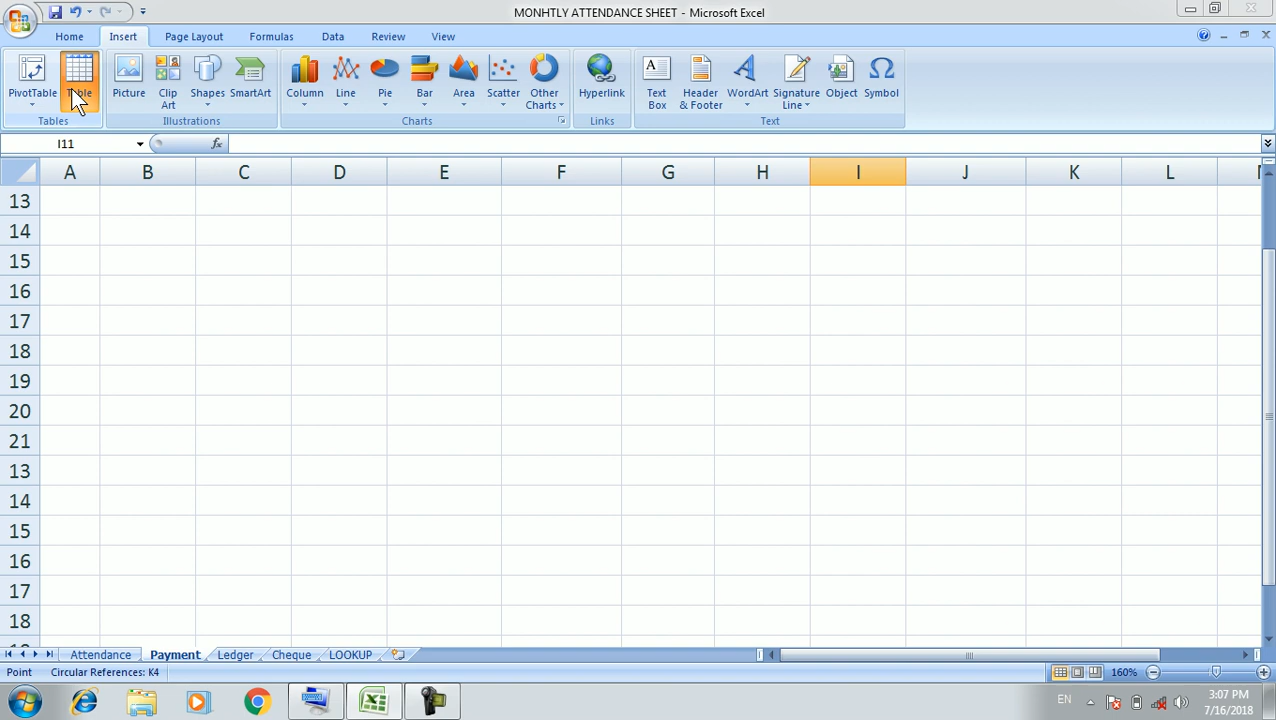 MONHTLY ATTENDANCE SHEET - Microsoft Excel
Home Insert Page Layout Formulas Data Review View
PivotTable Table Picture Clip Art Shapes SmartArt Column Line Pie Bar Area Scatter Other Charts Hyperlink Text Box Header & Footer WordArt Signature Line Object Symbol
Tables Illustrations Charts Links Text
I11 fx
A B C D E F G H I J K L
13
14
15
16
17
18
19
20
21
13
14
15
16
17
18
Attendance Payment Ledger Cheque LOOKUP
Point Circular References: K4 160%
EN 3:07 PM
7/16/2018